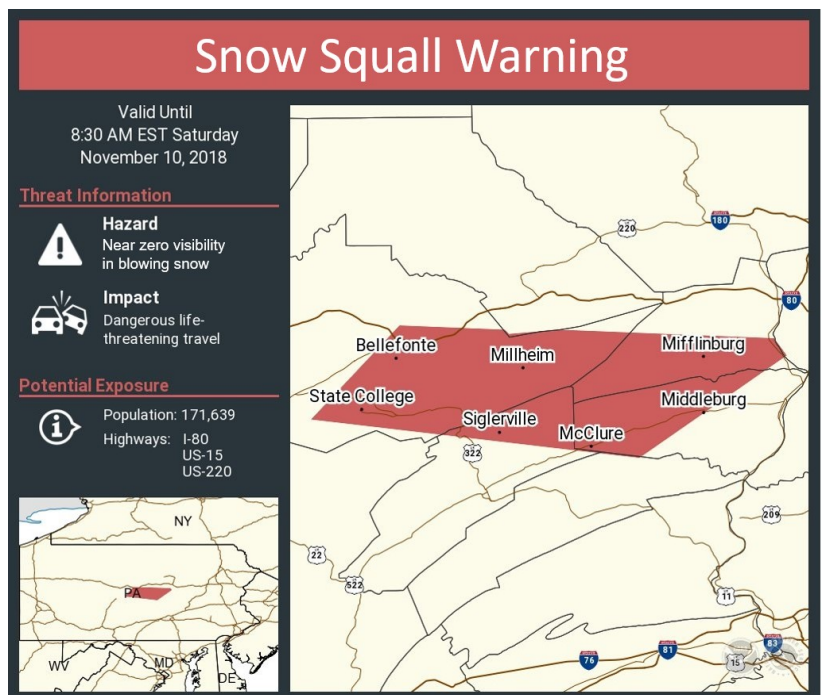 Snow Squall Warning
Valid Until
8:30 AM EST Saturday
November 10, 2018
Threat Information
Hazard
Near zero visibility
in blowing snow
Impact
Dangerous life-
threatening travel
Potential Exposure
Population: 171,639
Highways: I-80
US-15
US-220
NY
PA
WV
MD
DE
180
220
80
Bellefonte
Millheim
Mifflinburg
State College
Middleburg
Siglerville
McClure
322
209
22
522
11
83
81
76
15